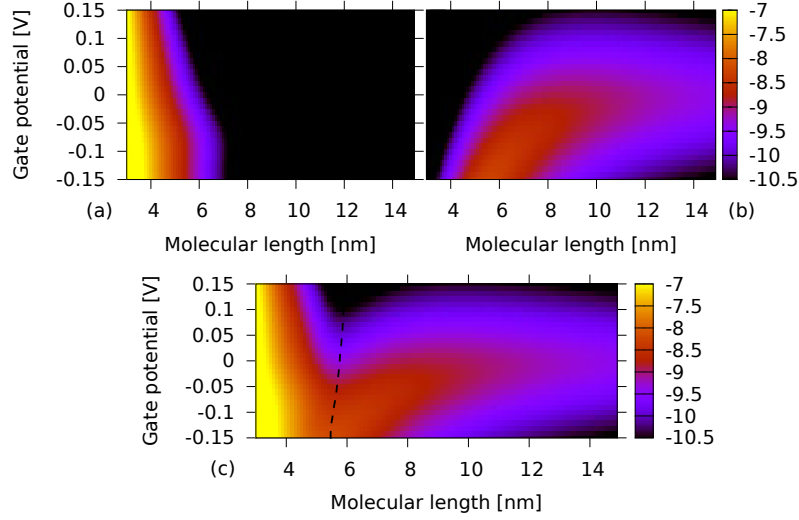 Gate potential [V]
0.15
0.1
0.05
0
-0.05
-0.1
-0.15
(a)
4 6 8 10 12 14
Molecular length [nm]
4 6 8 10 12 14
Molecular length [nm]
-7
-7.5
-8
-8.5
-9
-9.5
-10
-10.5
(b)
Gate potential [V]
0.15
0.1
0.05
0
-0.05
-0.1
-0.15
(c)
4 6 8 10 12 14
Molecular length [nm]
-7
-7.5
-8
-8.5
-9
-9.5
-10
-10.5